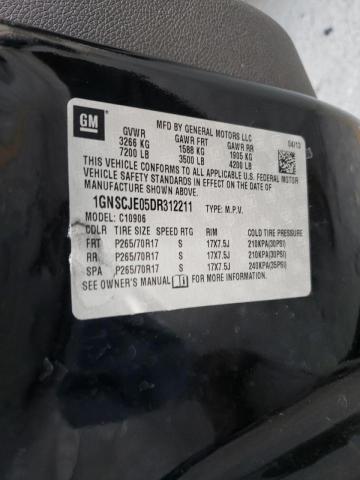 GM
MFD BY GENERAL MOTORS LLC
04/13
GVWR GAWR FRT GAWR RR
3266 KG 1588 KG 1905 KG
7200 LB 3500 LB 4200 LB
THIS VEHICLE CONFORMS TO ALL APPLICABLE U.S. FEDERAL MOTOR
VEHICLE SAFETY STANDARDS IN EFFECT ON THE DATE OF
MANUFACTURE SHOWN ABOVE.
1GNSCJE05DR312211 TYPE: M.P.V.
MODEL: C10906
COLR TIRE SIZE SPEED RTG RIM COLD TIRE PRESSURE
FRT P265/70R17 S 17X7.5J 210KPA(30PSI)
RR P265/70R17 S 17X7.5J 210KPA(30PSI)
SPA P265/70R17 S 17X7.5J 240KPA(35PSI)
SEE OWNER'S MANUAL FOR MORE INFORMATION.